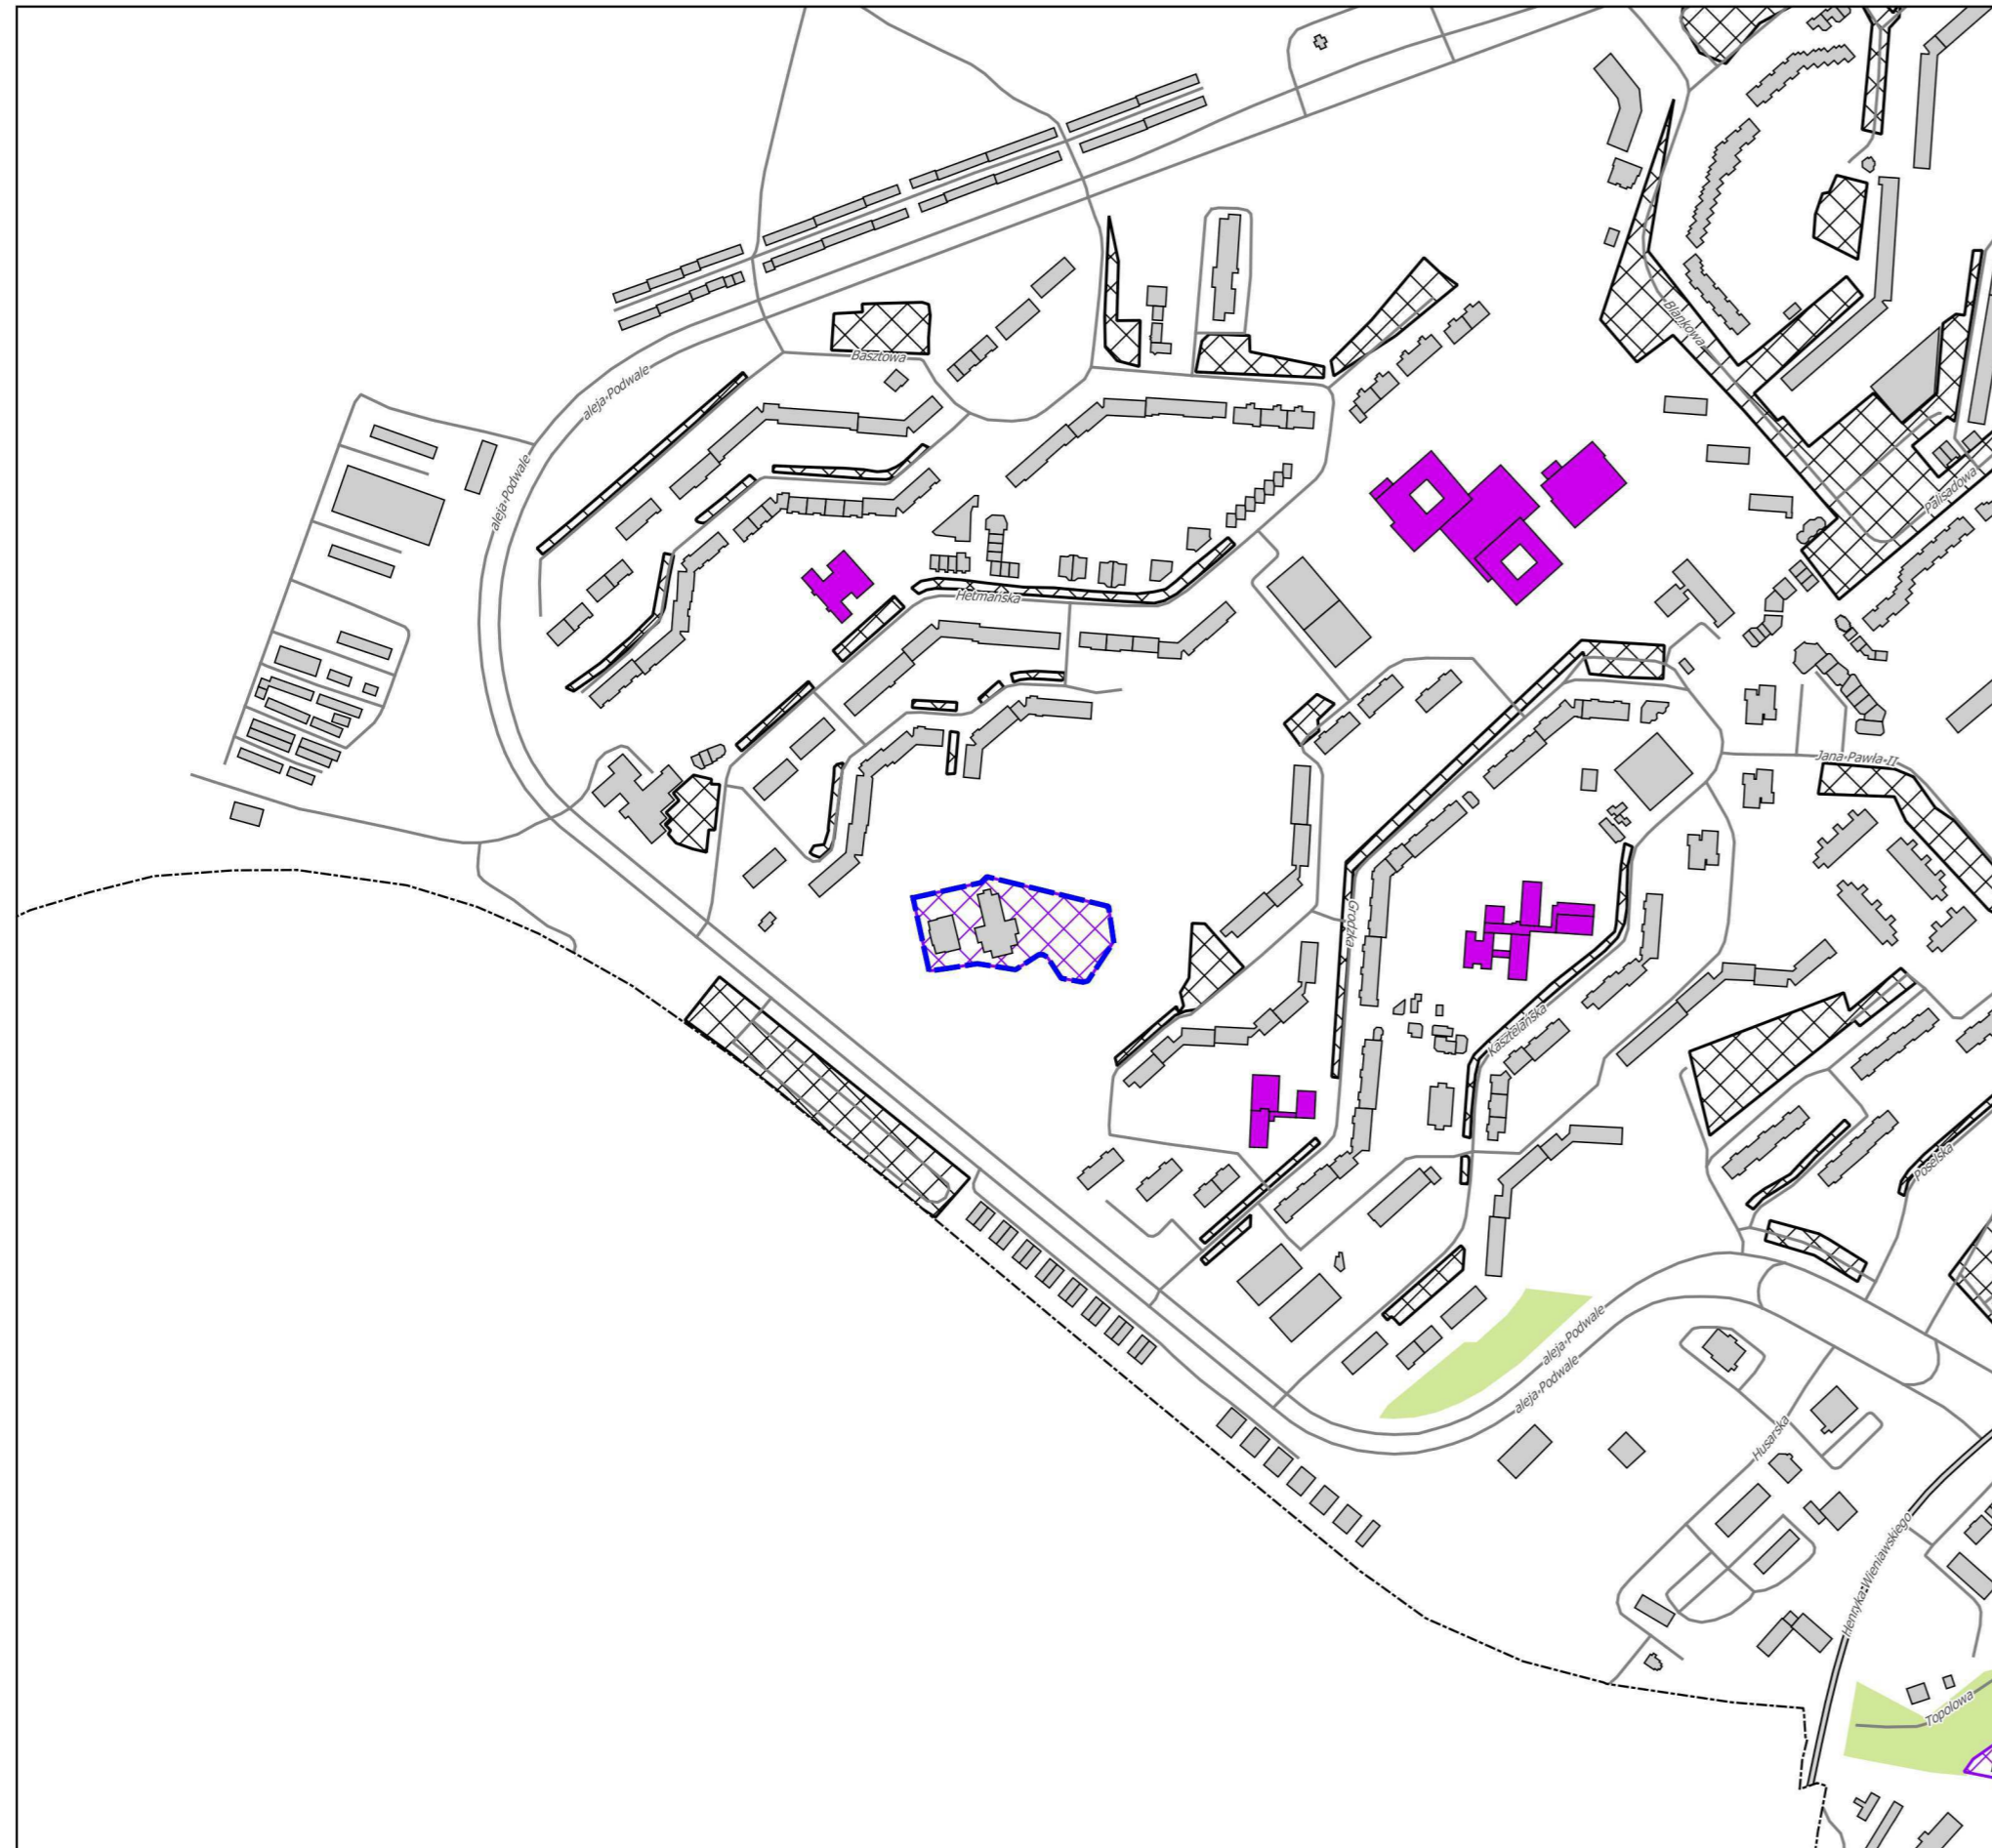 Blankowa
Basztowa
aleja Podwale
aleja Podwale
Palisadowa
Hetmańska
Jana Pawła II
Grodzka
Kasztelańska
Poselska
aleja Podwale
aleja Podwale
Husarska
Henryka Wieniawskiego
Topolowa